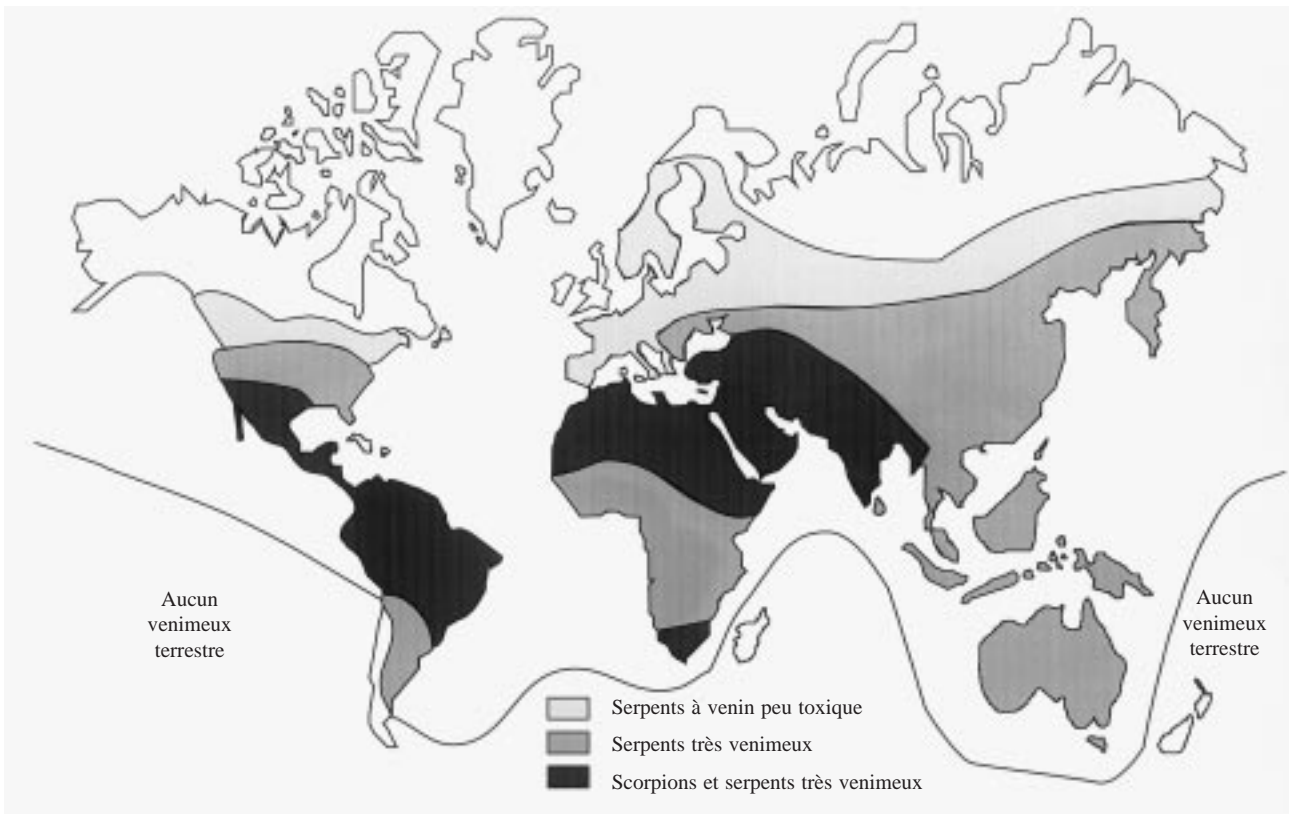 Aucun
venimeux
terrestre
Aucun
venimeux
terrestre
Serpents à venin peu toxique
Serpents très venimeux
Scorpions et serpents très venimeux